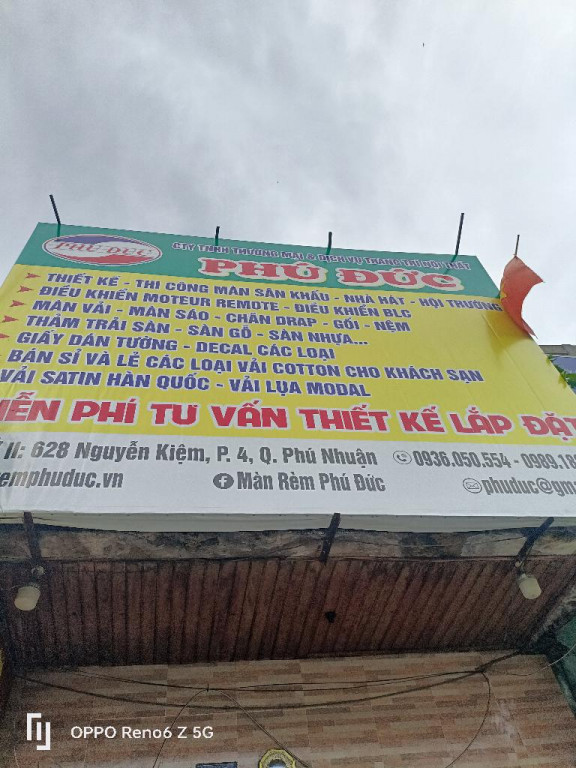 PHÚ ĐỨC
CTY TNHH THƯƠNG MẠI & DỊCH VỤ TRANG TRÍ NỘI THẤT
PHÚ ĐỨC
THIẾT KẾ - THI CÔNG MÀN SÂN KHẤU - NHÀ HÁT - HỘI TRƯỜNG
ĐIỀU KHIỂN MOTEUR REMOTE - ĐIỀU KHIỂN BLC
MÀN VẢI - MÀN SÁO - CHĂN DRAP - GỐI - NỆM
THẢM TRẢI SÀN - SÀN GỖ - SÀN NHỰA...
GIẤY DÁN TƯỜNG - DECAL CÁC LOẠI
BÁN SỈ VÀ LẺ CÁC LOẠI VẢI COTTON CHO KHÁCH SẠN
VẢI SATIN HÀN QUỐC - VẢI LỤA MODAL
IỄN PHÍ TƯ VẤN THIẾT KẾ LẮP ĐẶT
II: 628 Nguyễn Kiệm, P. 4, Q. Phú Nhuận 0936.050.554 - 0989.18
emphuduc.vn Màn Rèm Phú Đức phuduc@gm
OPPO Reno6 Z 5G